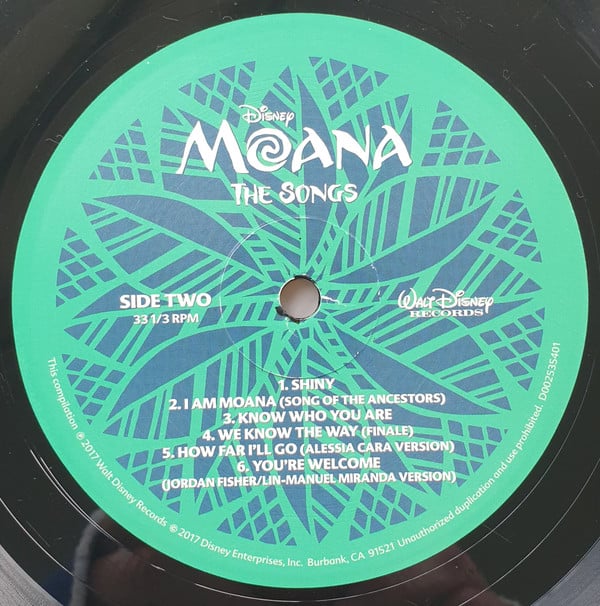 Disney
MOANA
THE SONGS
SIDE TWO
33 1/3 RPM
WALT DISNEY
RECORDS
1. SHINY
2. I AM MOANA (SONG OF THE ANCESTORS)
3. KNOW WHO YOU ARE
4. WE KNOW THE WAY (FINALE)
5. HOW FAR I'LL GO (ALESSIA CARA VERSION)
6. YOU'RE WELCOME
(JORDAN FISHER/LIN-MANUEL MIRANDA VERSION)
This compilation ℗ 2017 Walt Disney Records © 2017 Disney Enterprises, Inc. Burbank, CA 91521 Unauthorized duplication and use prohibited. D002535401